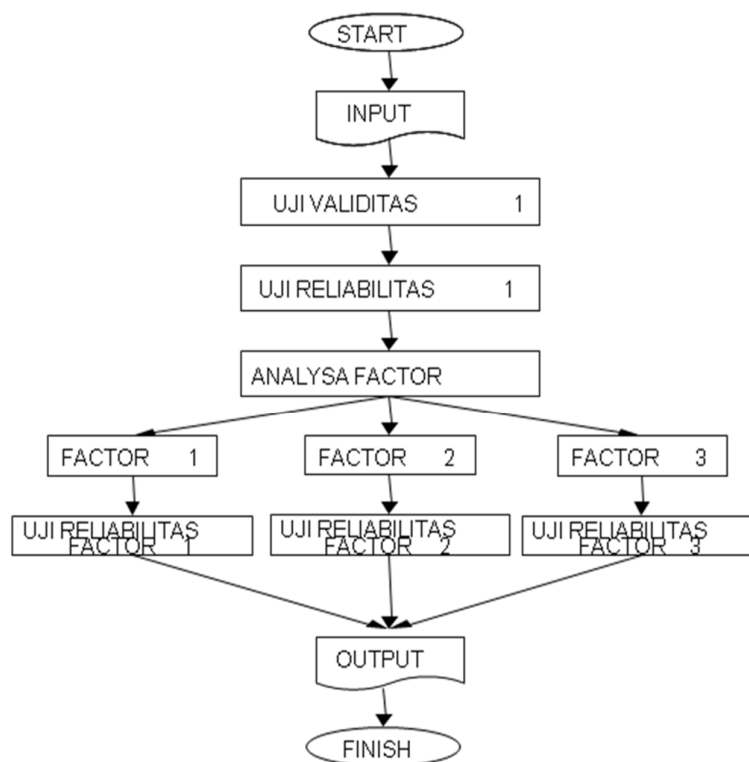 START
INPUT
UJI VALIDITAS 1
UJI RELIABILITAS 1
ANALYSA FACTOR
FACTOR 1
FACTOR 2
FACTOR 3
UJI RELIABILITAS
FACTOR 1
UJI RELIABILITAS
FACTOR 2
UJI RELIABILITAS
FACTOR 3
OUTPUT
FINISH